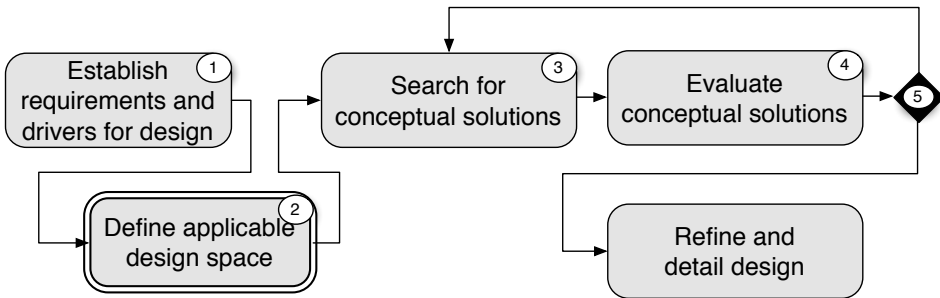 1
Establish
requirements and
drivers for design
2
Define applicable
design space
3
Search for
conceptual solutions
4
Evaluate
conceptual solutions
5
Refine and
detail design